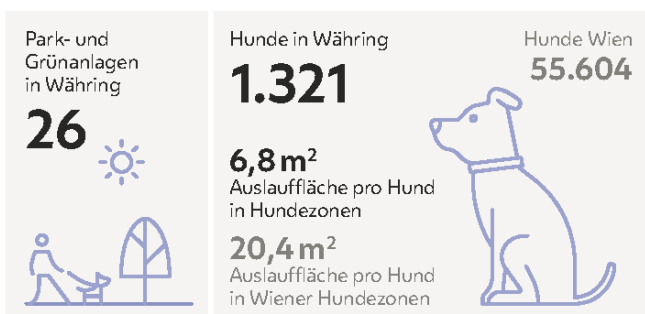 Park- und
Grünanlagen
in Währing
26
Hunde in Währing
1.321
6,8 m²
Auslauffläche pro Hund
in Hundezonen
20,4 m²
Auslauffläche pro Hund
in Wiener Hundezonen
Hunde Wien
55.604